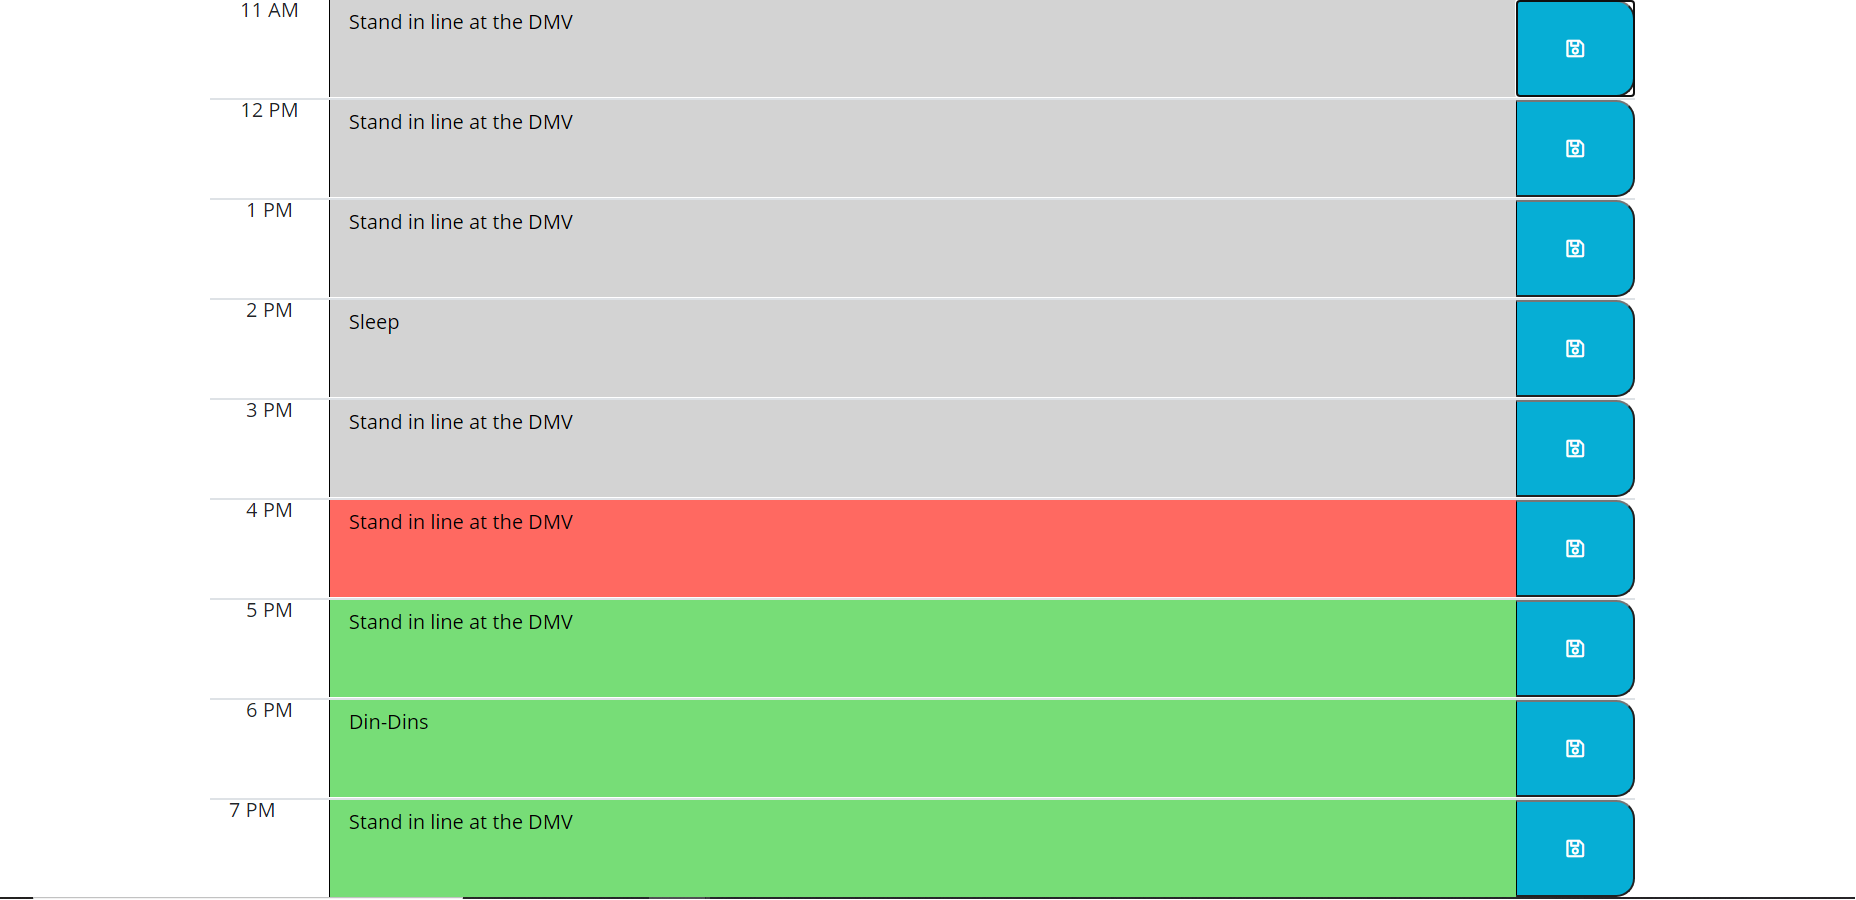 11 AM Stand in line at the DMV
12 PM Stand in line at the DMV
1 PM Stand in line at the DMV
2 PM Sleep
3 PM Stand in line at the DMV
4 PM Stand in line at the DMV
5 PM Stand in line at the DMV
6 PM Din-Dins
7 PM Stand in line at the DMV